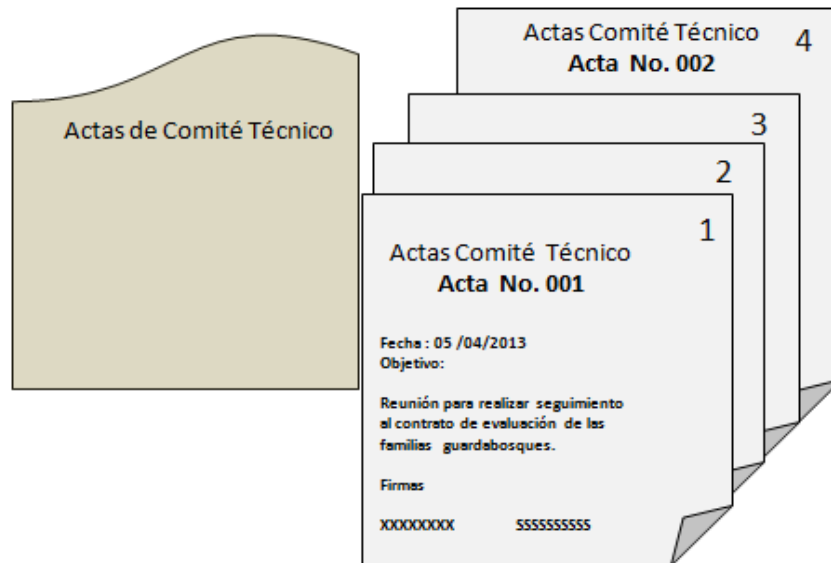 Actas de Comité Técnico
Actas Comité Técnico 4
Acta No. 002
3
2
1
Actas Comité Técnico
Acta No. 001
Fecha : 05 /04/2013
Objetivo:
Reunión para realizar seguimiento
al contrato de evaluación de las
familias guardabosques.
Firmas
XXXXXXXX SSSSSSSSSS